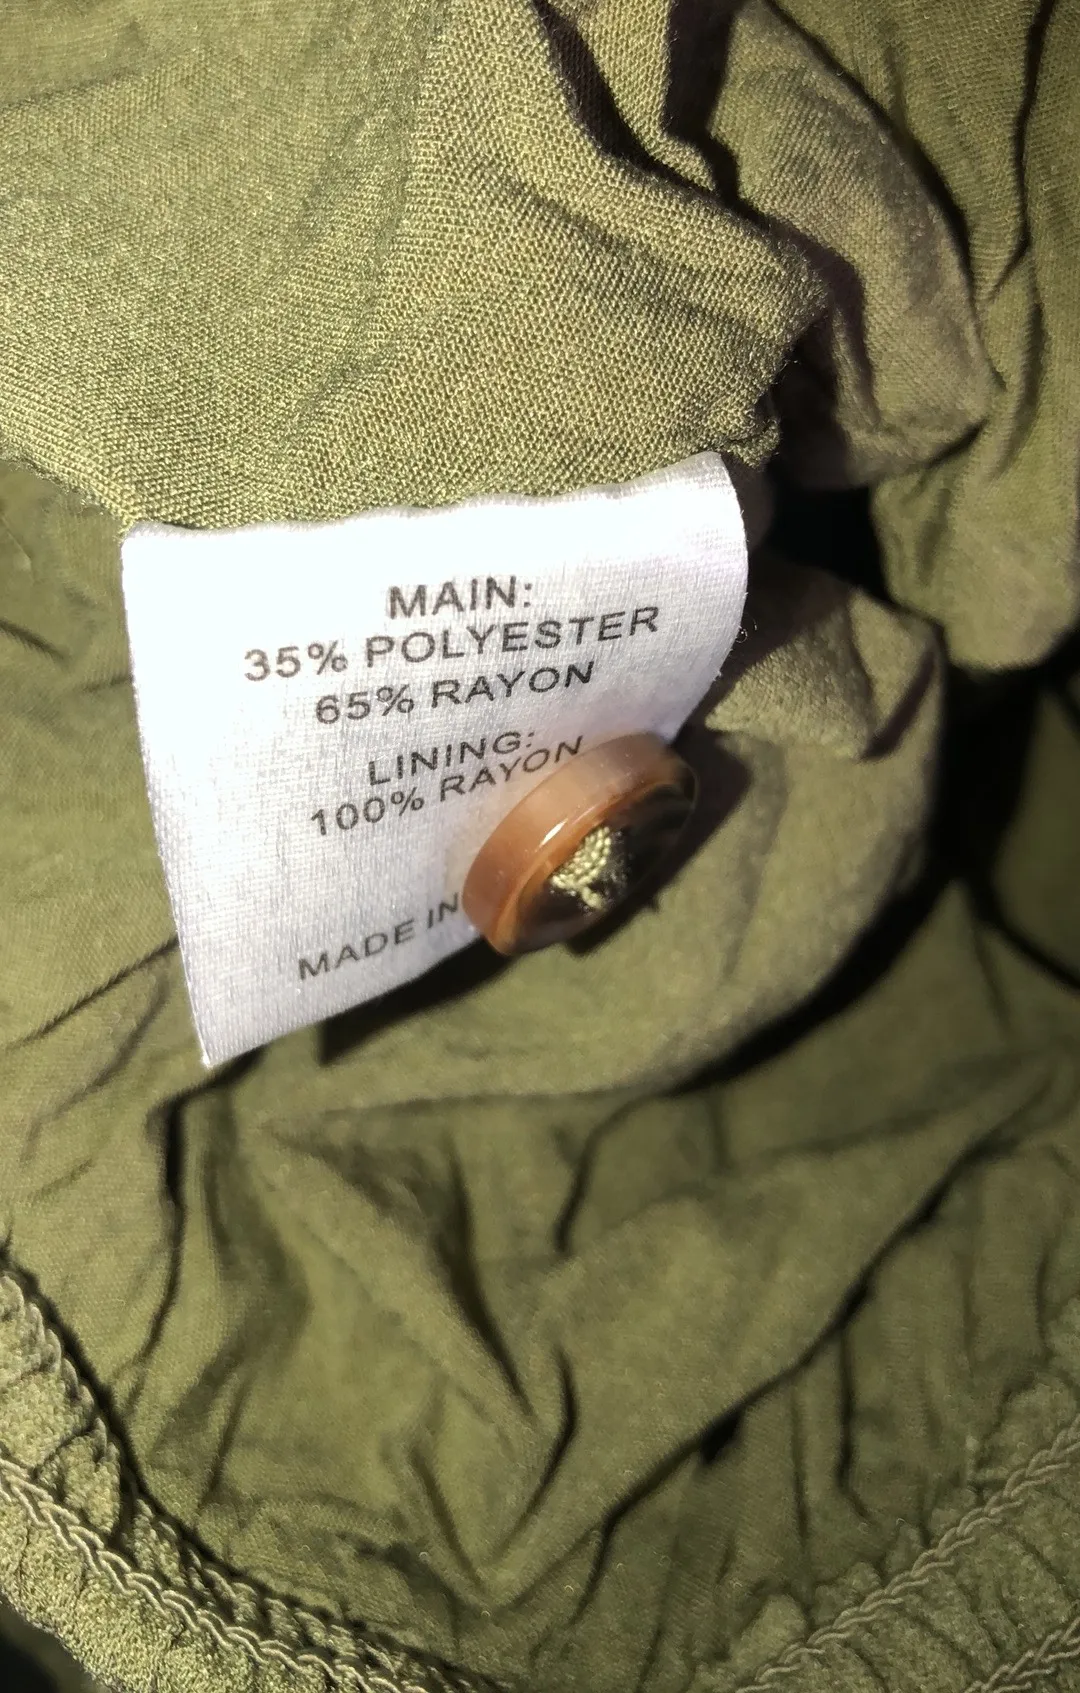 MAIN:
35% POLYESTER
65% RAYON
LINING:
100% RAYON
MADE IN